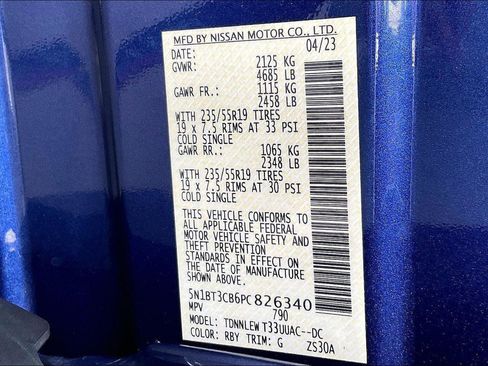 MFD BY NISSAN MOTOR CO., LTD.
DATE: 04/23
GVWR: 2125 KG
4685 LB
GAWR FR.: 1115 KG
2458 LB
WITH 235/55R19 TIRES
19 x 7.5 RIMS AT 33 PSI
COLD SINGLE
GAWR RR.: 1065 KG
2348 LB
WITH 235/55R19 TIRES
19 x 7.5 RIMS AT 30 PSI
COLD SINGLE
THIS VEHICLE CONFORMS TO
ALL APPLICABLE FEDERAL
MOTOR VEHICLE SAFETY AND
THEFT PREVENTION
STANDARDS IN EFFECT ON
THE DATE OF MANUFACTURE
SHOWN ABOVE.
5N1BT3CB6PC826340
MPV 790
MODEL: TDNNLEW T33UUAC--DC
COLOR: RBY TRIM: G ZS30A